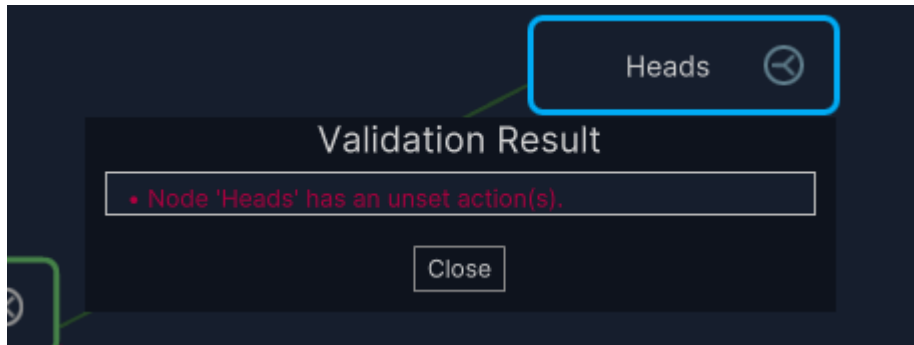 Heads
Validation Result
• Node 'Heads' has an unset action(s).
Close